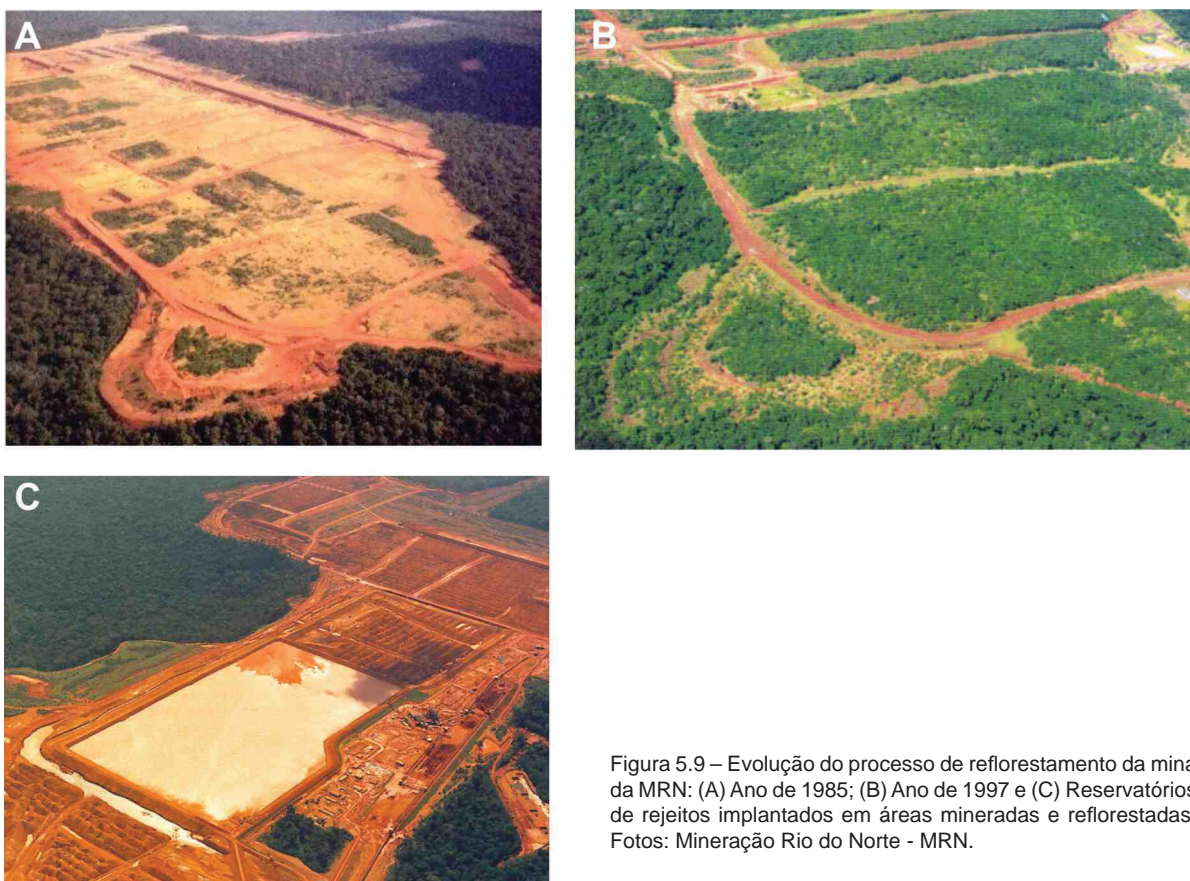 A
B
C
Figura 5.9 – Evolução do processo de reflorestamento da mina
da MRN: (A) Ano de 1985; (B) Ano de 1997 e (C) Reservatórios
de rejeitos implantados em áreas mineradas e reflorestadas
Fotos: Mineração Rio do Norte - MRN.